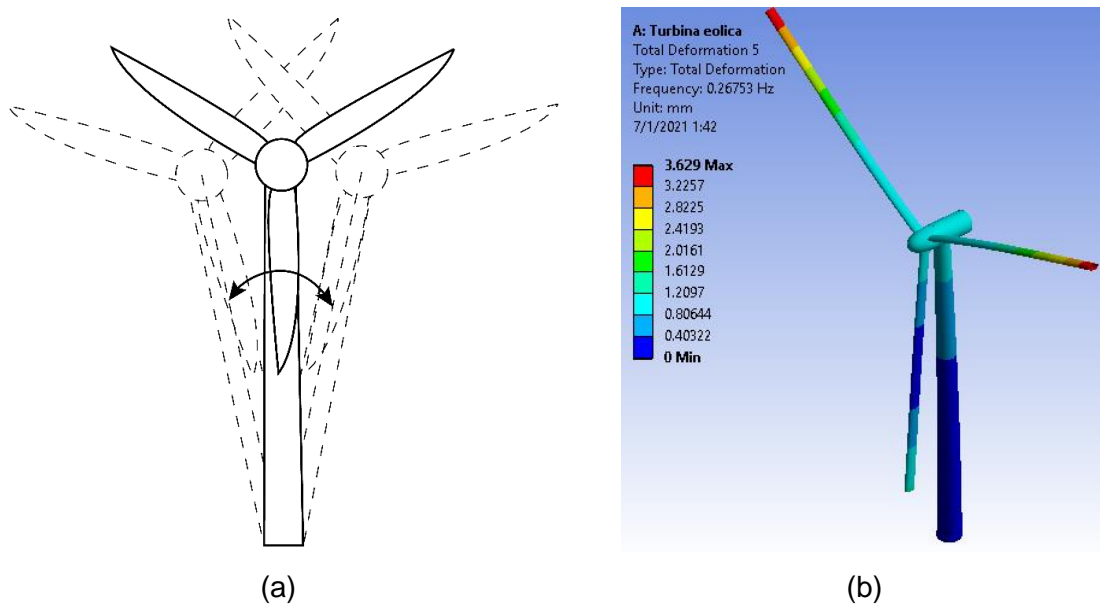 A: Turbina eolica
Total Deformation 5
Type: Total Deformation
Frequency: 0.26753 Hz
Unit: mm
7/1/2021 1:42
3.629 Max
3.2257
2.8225
2.4193
2.0161
1.6129
1.2097
0.80644
0.40322
0 Min
(a)
(b)